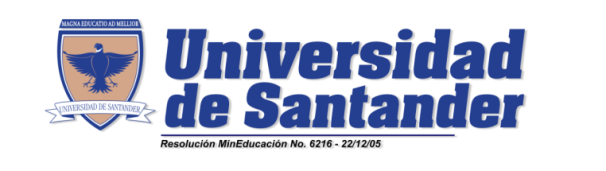 MAGNA EDUCATIO AD MELLIOR
UNIVERSIDAD DE SANTANDER
Universidad
de Santander
Resolución MinEducación No. 6216 - 22/12/05